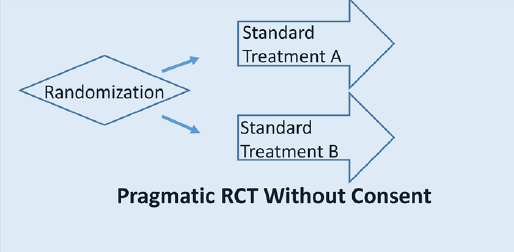 Standard
Treatment A
Randomization
Standard
Treatment B
Pragmatic RCT Without Consent